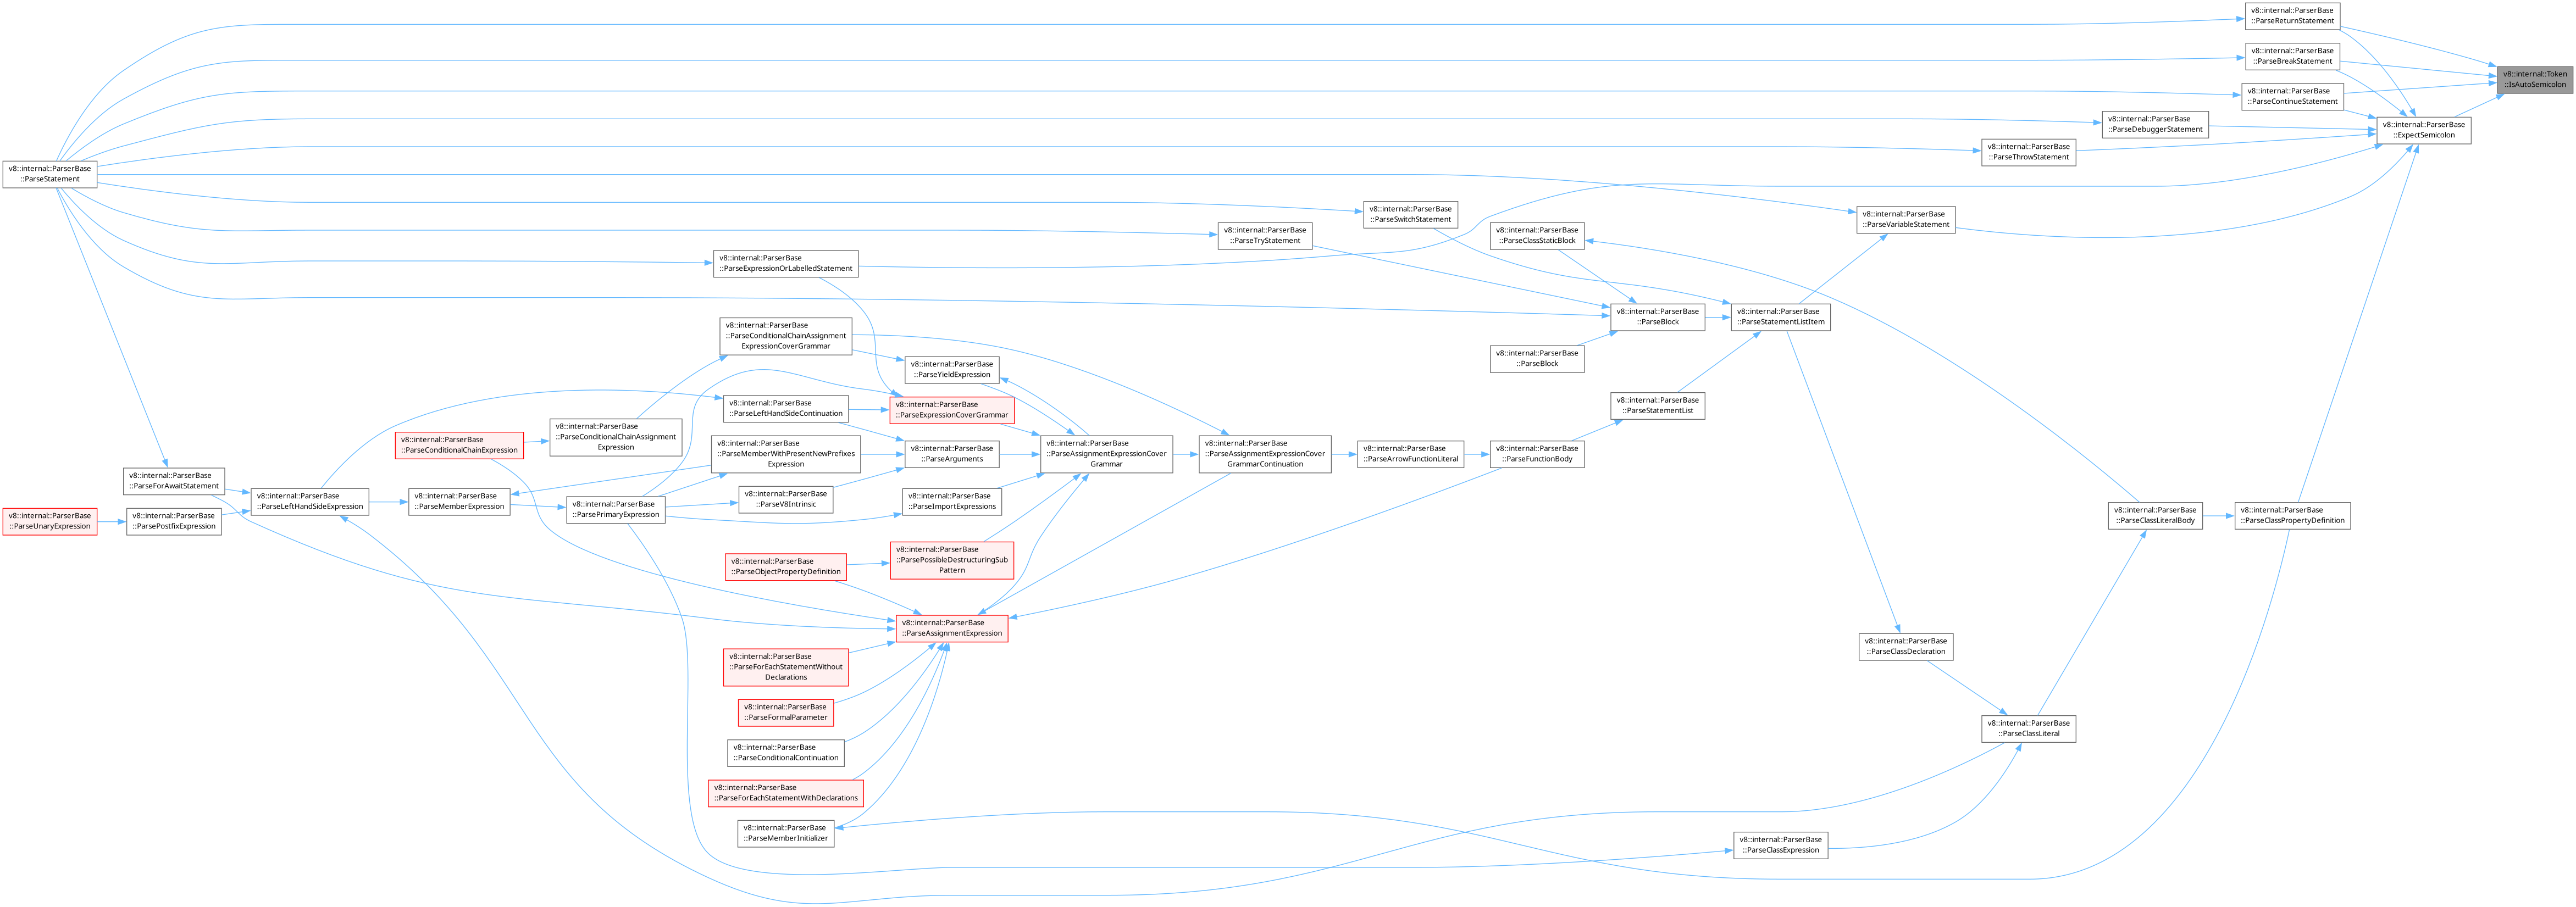 v8::internal::ParserBase
::ParseReturnStatement
v8::internal::ParserBase
::ParseBreakStatement
v8::internal::Token
::IsAutoSemicolon
v8::internal::ParserBase
::ParseContinueStatement
v8::internal::ParserBase
::ParseDebuggerStatement
v8::internal::ParserBase
::ExpectSemicolon
v8::internal::ParserBase
::ParseThrowStatement
v8::internal::ParserBase
::ParseStatement
v8::internal::ParserBase
::ParseSwitchStatement
v8::internal::ParserBase
::ParseVariableStatement
v8::internal::ParserBase
::ParseTryStatement
v8::internal::ParserBase
::ParseClassStaticBlock
v8::internal::ParserBase
::ParseExpressionOrLabelledStatement
v8::internal::ParserBase
::ParseBlock
v8::internal::ParserBase
::ParseStatementListItem
v8::internal::ParserBase
::ParseConditionalChainAssignment
ExpressionCoverGrammar
v8::internal::ParserBase
::ParseBlock
v8::internal::ParserBase
::ParseYieldExpression
v8::internal::ParserBase
::ParseLeftHandSideContinuation
v8::internal::ParserBase
::ParseExpressionCoverGrammar
v8::internal::ParserBase
::ParseStatementList
v8::internal::ParserBase
::ParseConditionalChainExpression
v8::internal::ParserBase
::ParseConditionalChainAssignment
Expression
v8::internal::ParserBase
::ParseMemberWithPresentNewPrefixes
Expression
v8::internal::ParserBase
::ParseArguments
v8::internal::ParserBase
::ParseAssignmentExpressionCover
Grammar
v8::internal::ParserBase
::ParseAssignmentExpressionCover
GrammarContinuation
v8::internal::ParserBase
::ParseArrowFunctionLiteral
v8::internal::ParserBase
::ParseFunctionBody
v8::internal::ParserBase
::ParseForAwaitStatement
v8::internal::ParserBase
::ParseLeftHandSideExpression
v8::internal::ParserBase
::ParseMemberExpression
v8::internal::ParserBase
::ParsePrimaryExpression
v8::internal::ParserBase
::ParseV8Intrinsic
v8::internal::ParserBase
::ParseImportExpressions
v8::internal::ParserBase
::ParseUnaryExpression
v8::internal::ParserBase
::ParsePostfixExpression
v8::internal::ParserBase
::ParseClassLiteralBody
v8::internal::ParserBase
::ParseClassPropertyDefinition
v8::internal::ParserBase
::ParseObjectPropertyDefinition
v8::internal::ParserBase
::ParsePossibleDestructuringSub
Pattern
v8::internal::ParserBase
::ParseAssignmentExpression
v8::internal::ParserBase
::ParseClassDeclaration
v8::internal::ParserBase
::ParseForEachStatementWithout
Declarations
v8::internal::ParserBase
::ParseFormalParameter
v8::internal::ParserBase
::ParseClassLiteral
v8::internal::ParserBase
::ParseConditionalContinuation
v8::internal::ParserBase
::ParseForEachStatementWithDeclarations
v8::internal::ParserBase
::ParseMemberInitializer
v8::internal::ParserBase
::ParseClassExpression